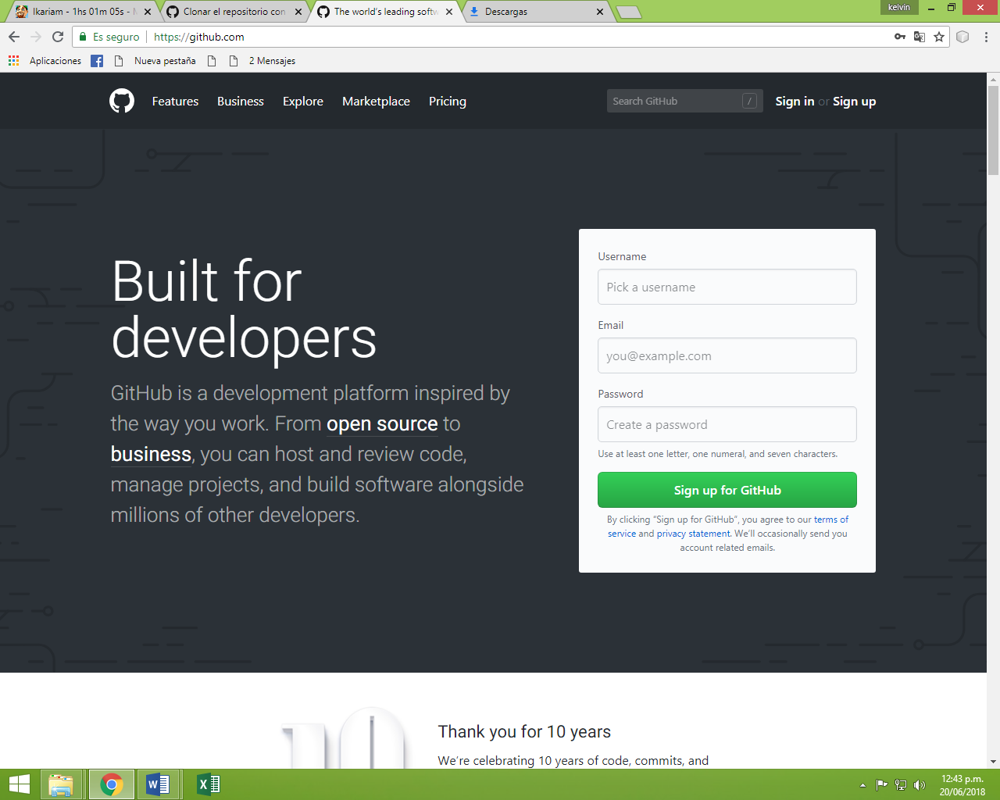 Ikariam - 1hs 01m 05s -
Clonar el repositorio con
The world's leading softw
Descargas
kelvin
Es seguro
https://github.com
Aplicaciones
Nueva pestaña
2 Mensajes
Features
Business
Explore
Marketplace
Pricing
Search GitHub
/
Sign in or Sign up
Built for
developers
GitHub is a development platform inspired by
the way you work. From open source to
business, you can host and review code,
manage projects, and build software alongside
millions of other developers.
Username
Pick a username
Email
you@example.com
Password
Create a password
Use at least one letter, one numeral, and seven characters.
Sign up for GitHub
By clicking “Sign up for GitHub”, you agree to our terms of
service and privacy statement. We’ll occasionally send you
account related emails.
10
Thank you for 10 years
We’re celebrating 10 years of code, commits, and
12:43 p.m.
20/06/2018